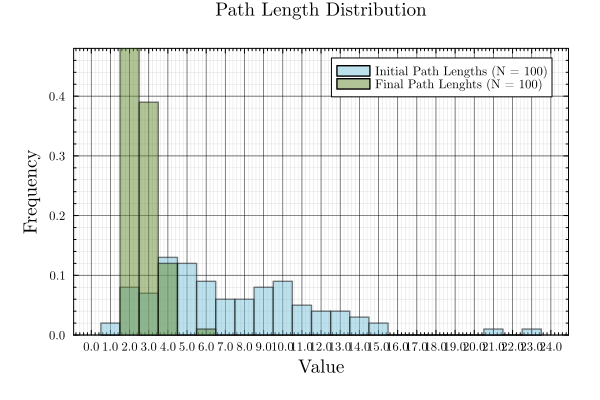 Path Length Distribution
Initial Path Lengths (N = 100)
Final Path Lenghts (N = 100)
Frequency
0.4
0.3
0.2
0.1
0.0
0.0 1.0 2.0 3.0 4.0 5.0 6.0 7.0 8.0 9.0 10.0 11.0 12.0 13.0 14.0 15.0 16.0 17.0 18.0 19.0 20.0 21.0 22.0 23.0 24.0
Value